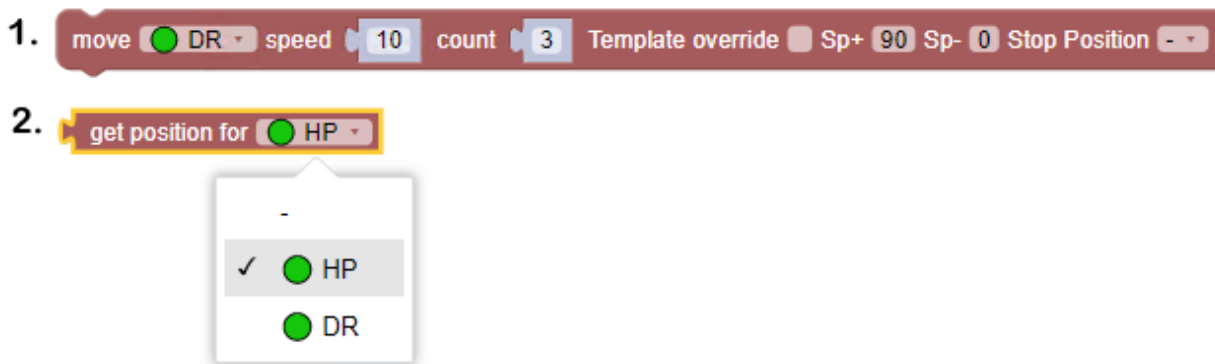 1. move DR speed 10 count 3 Template override Sp+ 90 Sp- 0 Stop Position -
2. get position for HP
-
✓ HP
DR